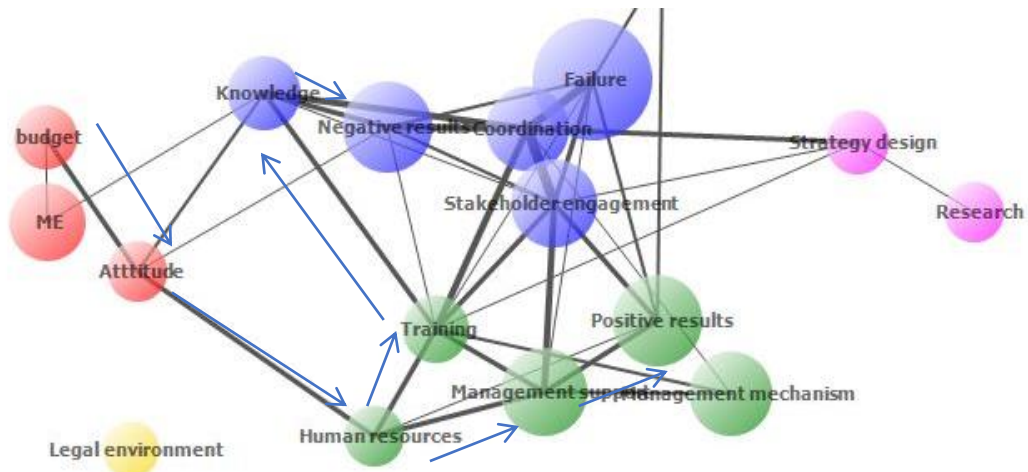 Failure
Knowledge
Negative results
Coordination
budget
Strategy design
Stakeholder engagement
Research
ME
Atttitude
Training
Positive results
Management support
Management mechanism
Human resources
Legal environment